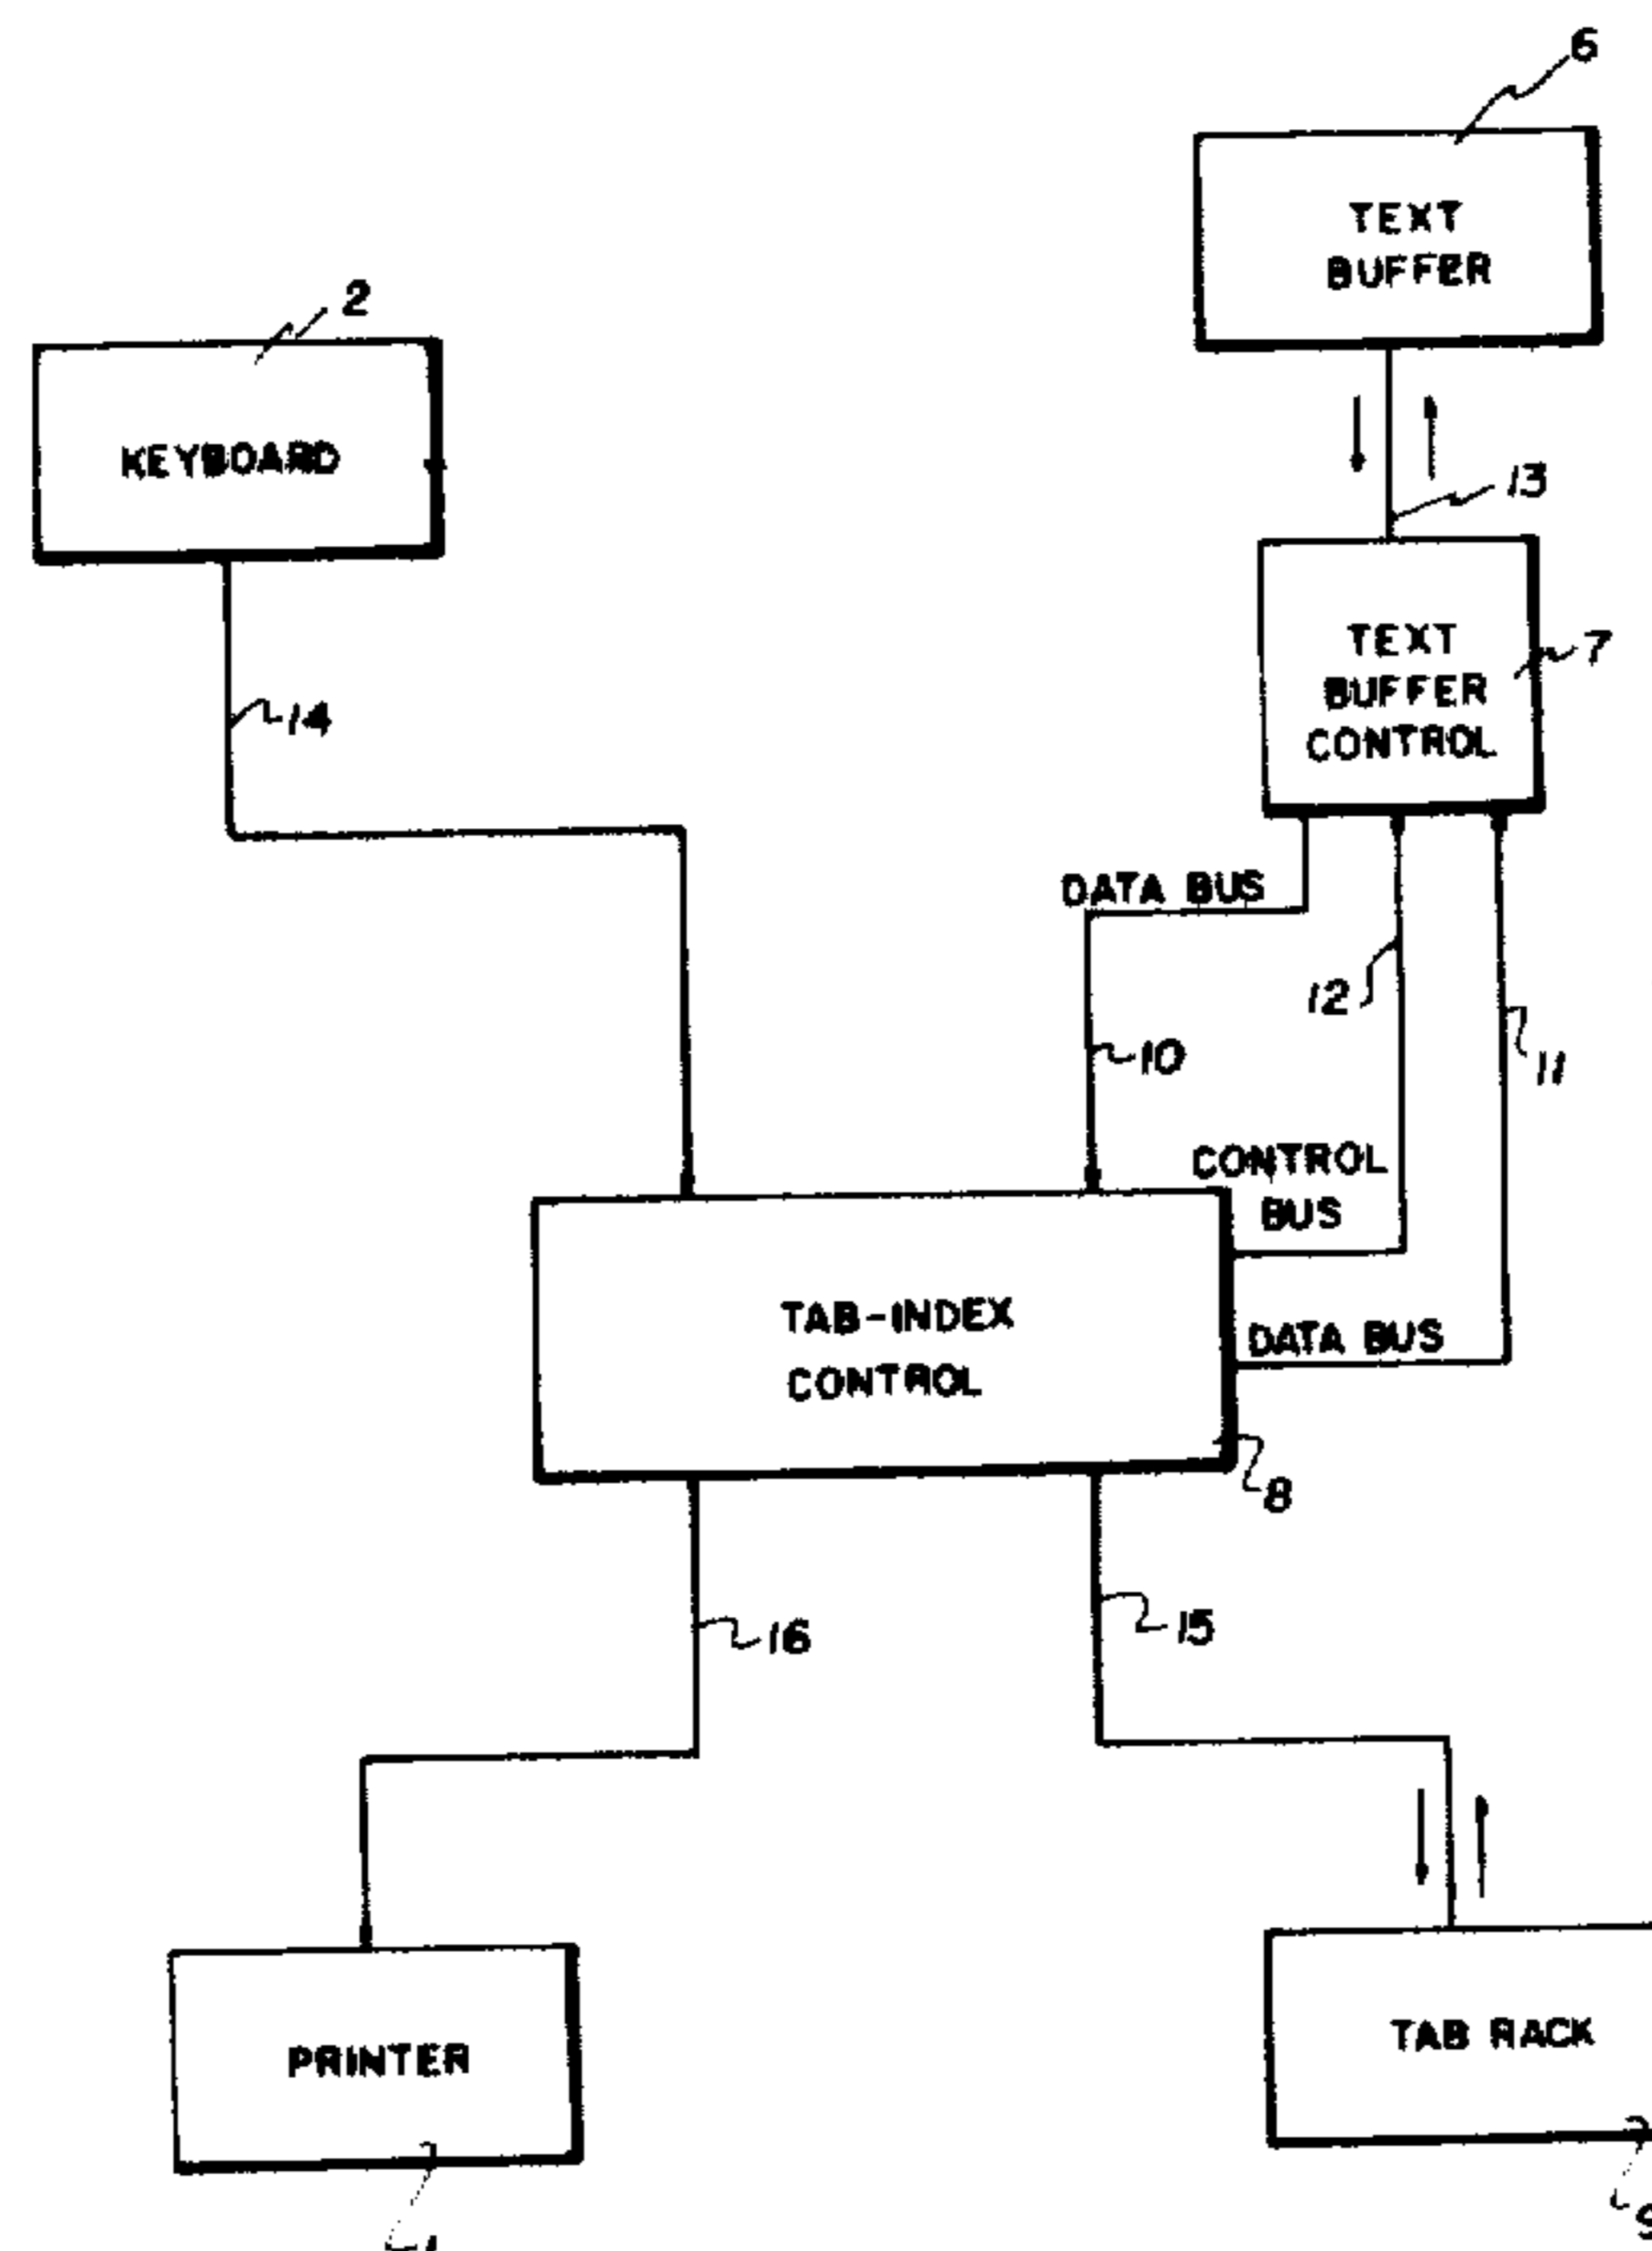 6
TEXT
BUFFER
2
KEYBOARD
13
TEXT
BUFFER
CONTROL
7
14
DATA BUS
12
10
11
CONTROL
BUS
TAB-INDEX
CONTROL
DATA BUS
8
16
15
PRINTER
TAB RACK